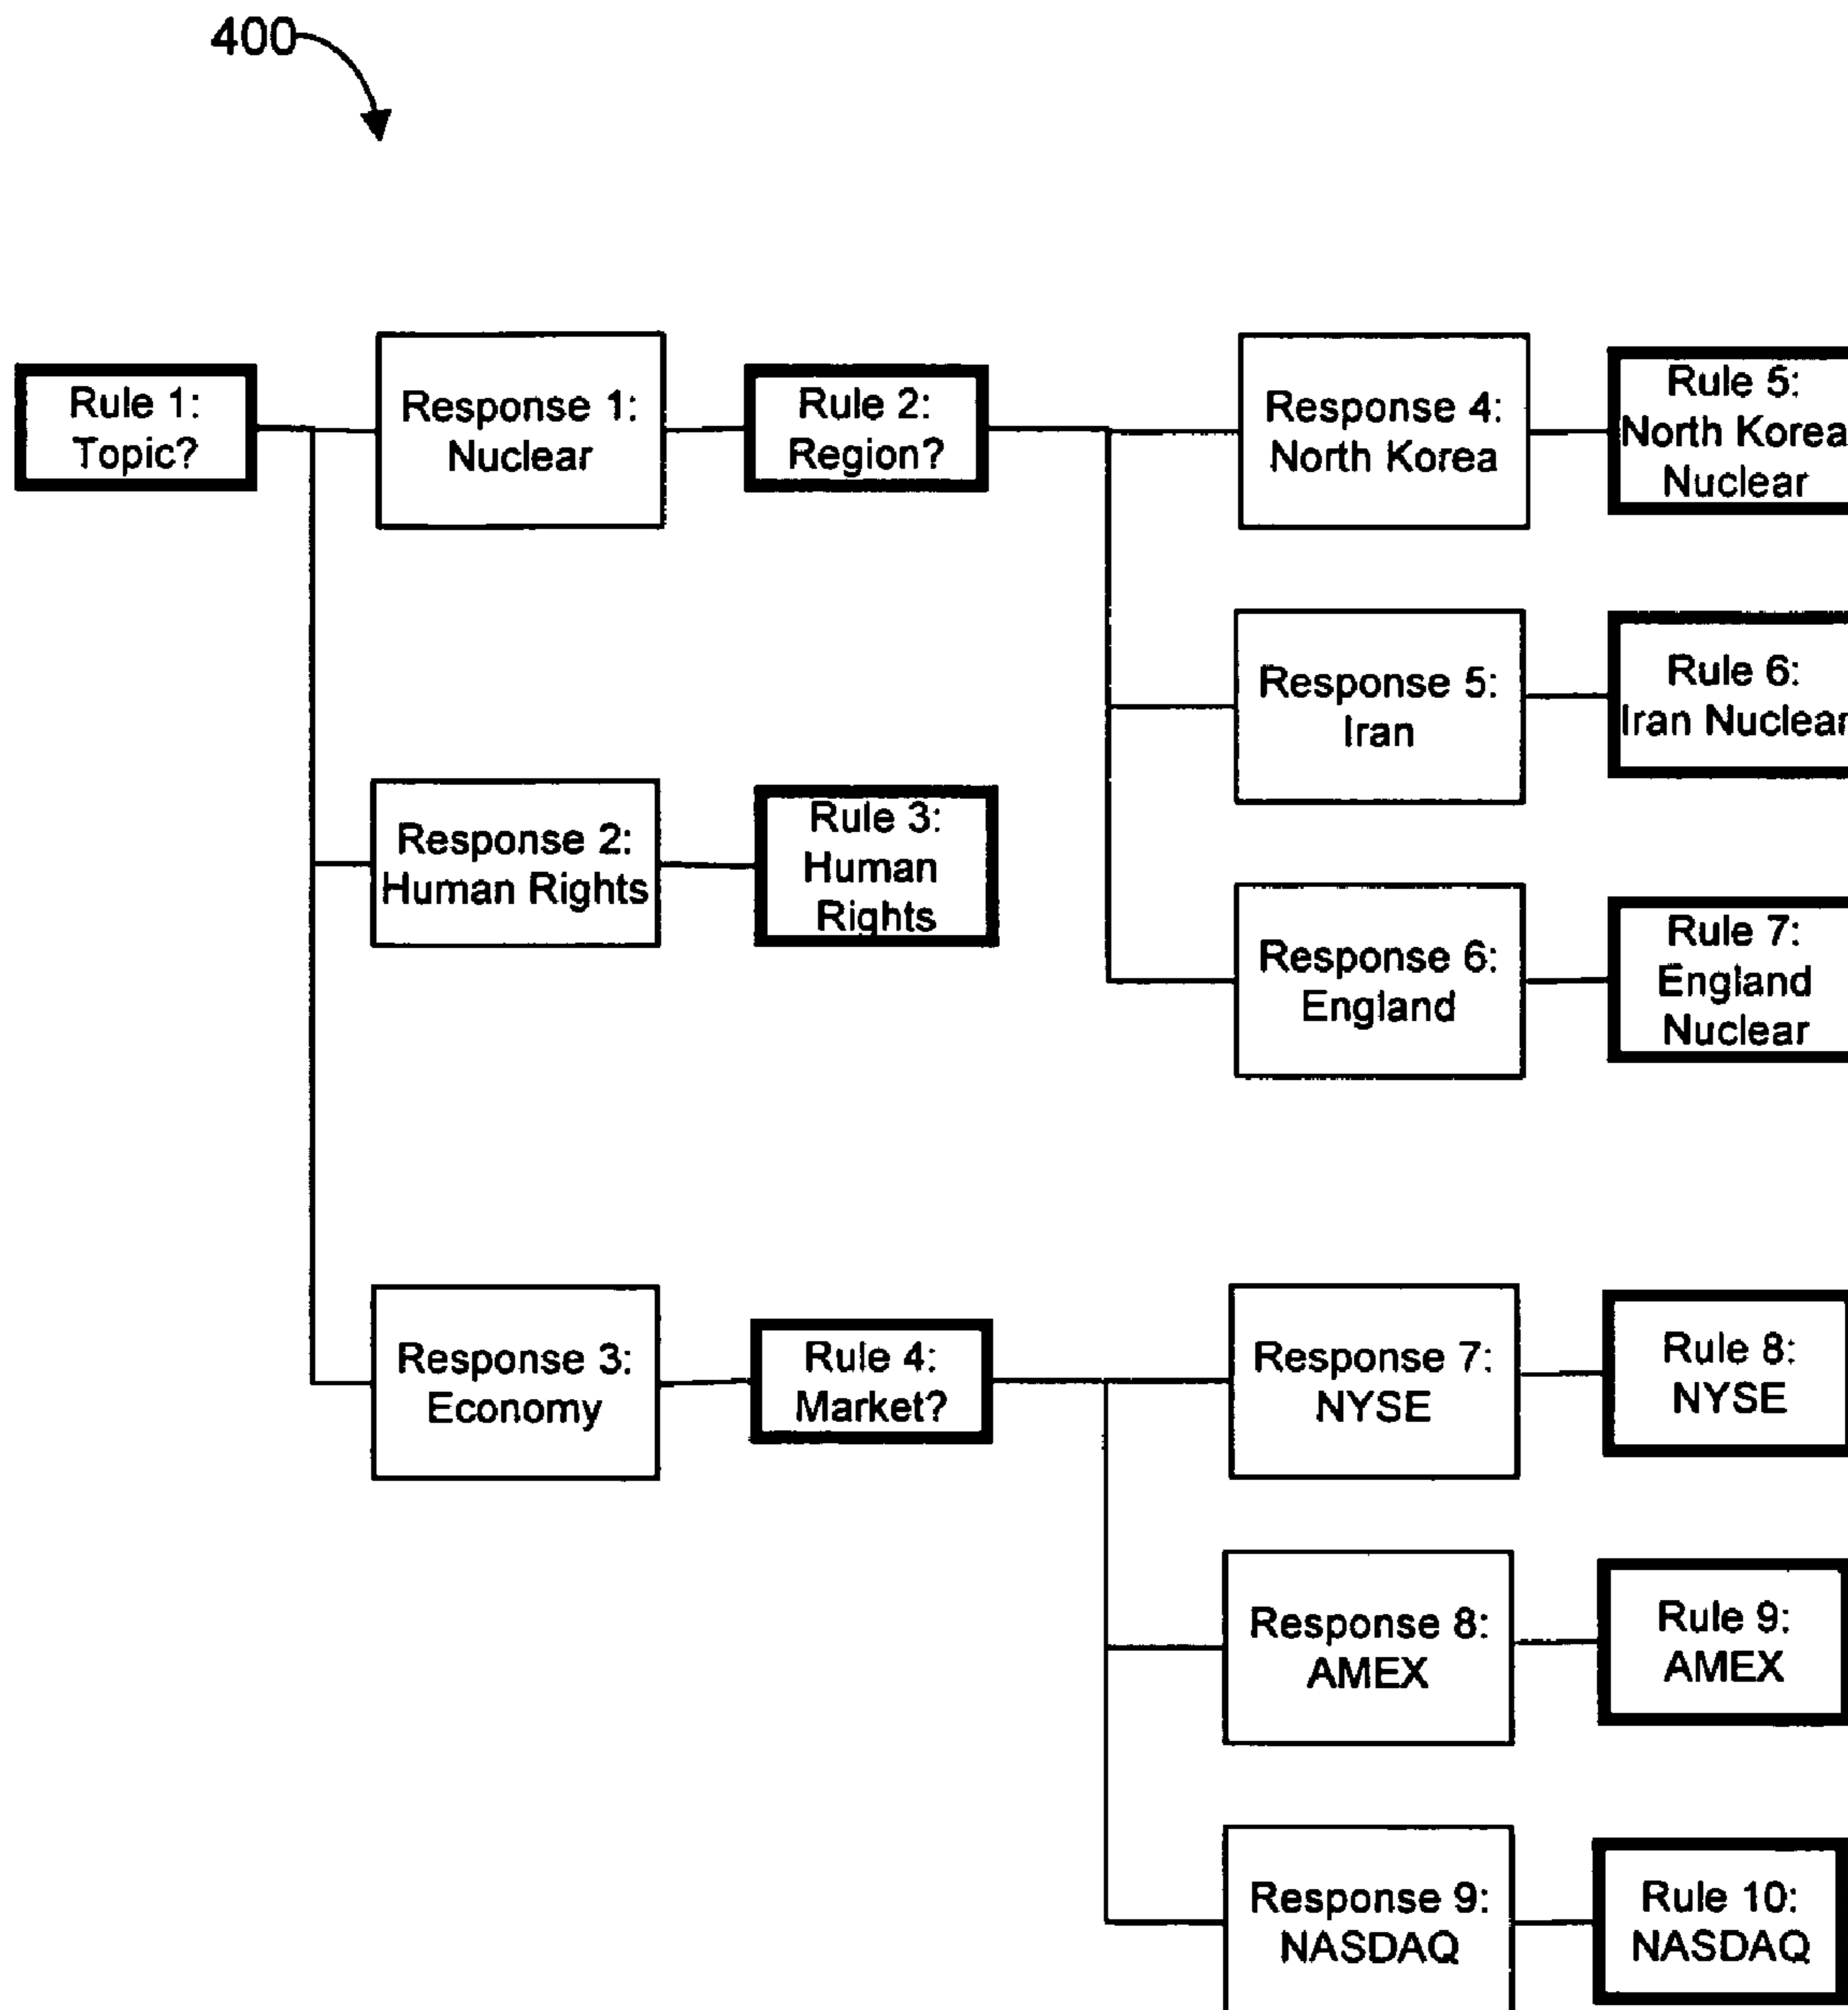 400
Rule 1:
Topic?
Response 1:
Nuclear
Rule 2:
Region?
Response 4:
North Korea
Rule 5:
North Korea
Nuclear
Response 5:
Iran
Rule 6:
Iran Nuclear
Response 2:
Human Rights
Rule 3:
Human
Rights
Response 6:
England
Rule 7:
England
Nuclear
Response 3:
Economy
Rule 4:
Market?
Response 7:
NYSE
Rule 8:
NYSE
Response 8:
AMEX
Rule 9:
AMEX
Response 9:
NASDAQ
Rule 10:
NASDAQ